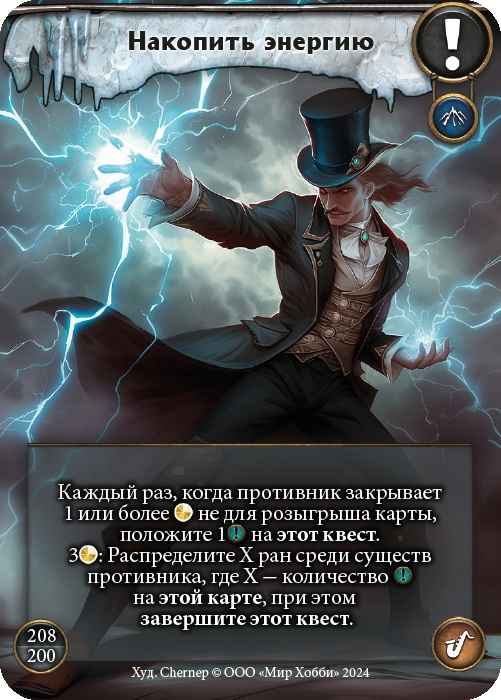 Накопить энергию
!
Каждый раз, когда противник закрывает
1 или более не для розыгрыша карты,
положите 1 на этот квест.
3 : Распределите X ран среди существ
противника, где X — количество
на этой карте, при этом
завершите этот квест.
208
200
Худ. Chernep © ООО «Мир Хобби» 2024